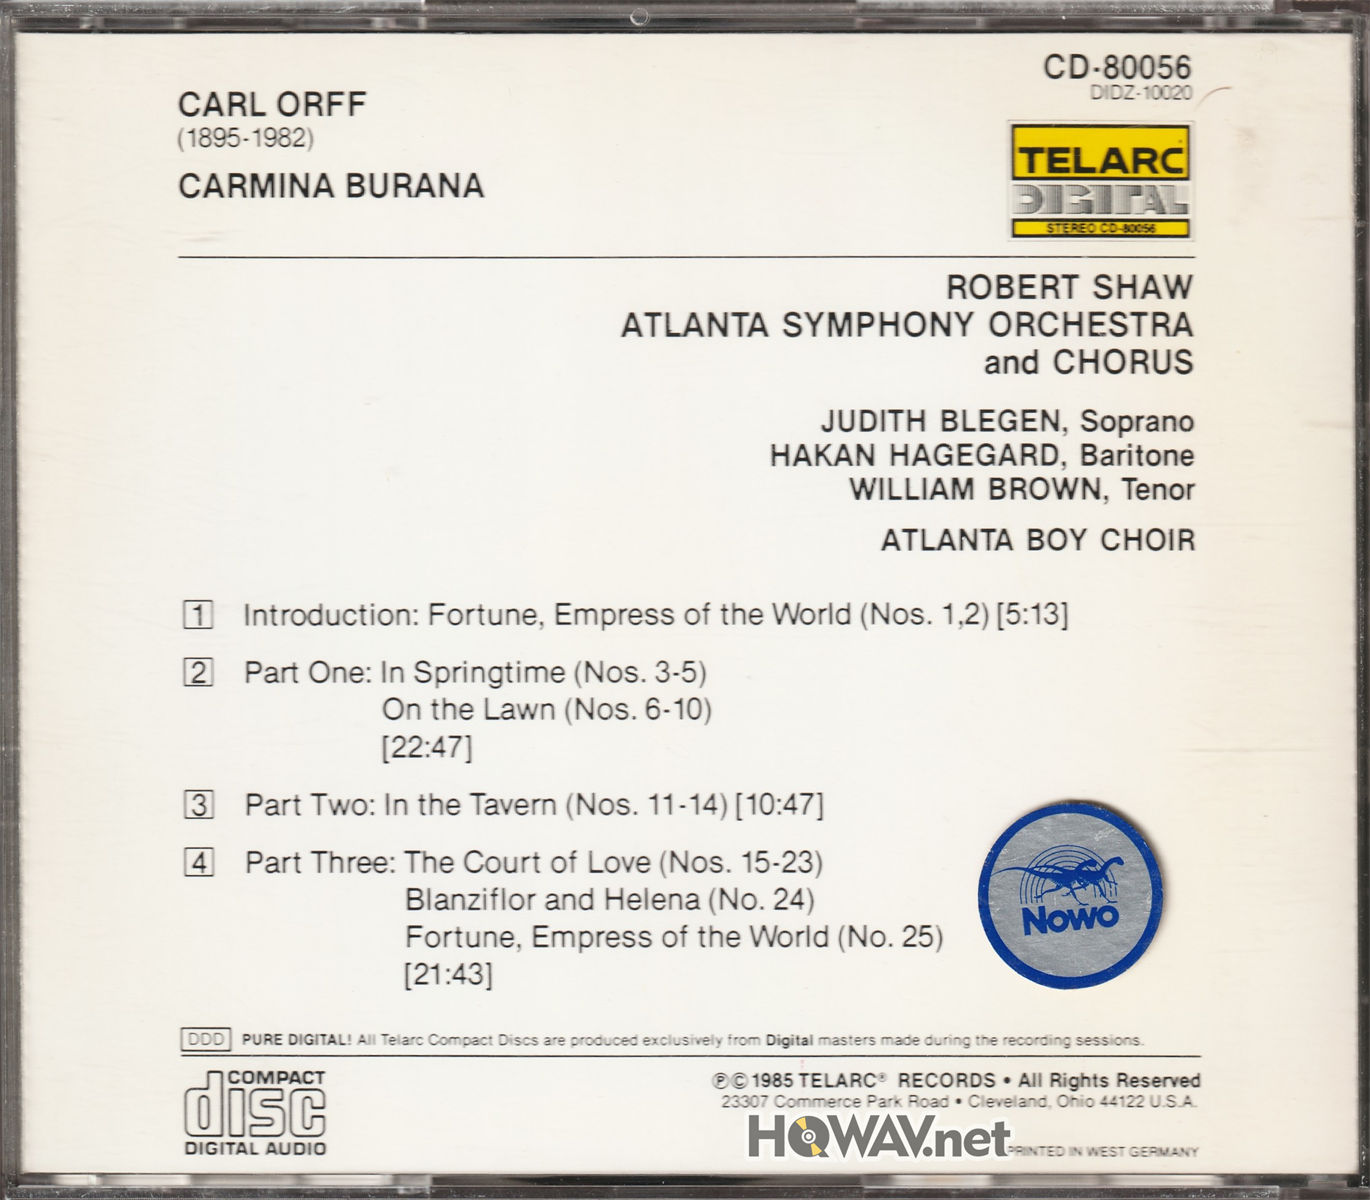 CARL ORFF
(1895-1982)
CARMINA BURANA
CD-80056
DIDZ-10020
TELARC
DIGITAL
STEREO CD-80056
ROBERT SHAW
ATLANTA SYMPHONY ORCHESTRA
and CHORUS
JUDITH BLEGEN, Soprano
HAKAN HAGEGARD, Baritone
WILLIAM BROWN, Tenor
ATLANTA BOY CHOIR
1 Introduction: Fortune, Empress of the World (Nos. 1,2) [5:13]
2 Part One: In Springtime (Nos. 3-5)
On the Lawn (Nos. 6-10)
[22:47]
3 Part Two: In the Tavern (Nos. 11-14) [10:47]
4 Part Three: The Court of Love (Nos. 15-23)
Blanziflor and Helena (No. 24)
Fortune, Empress of the World (No. 25)
[21:43]
NOWO
DDD PURE DIGITAL! All Telarc Compact Discs are produced exclusively from Digital masters made during the recording sessions.
COMPACT
disc
DIGITAL AUDIO
℗© 1985 TELARC® RECORDS • All Rights Reserved
23307 Commerce Park Road • Cleveland, Ohio 44122 U.S.A.
HQWAV.net
PRINTED IN WEST GERMANY